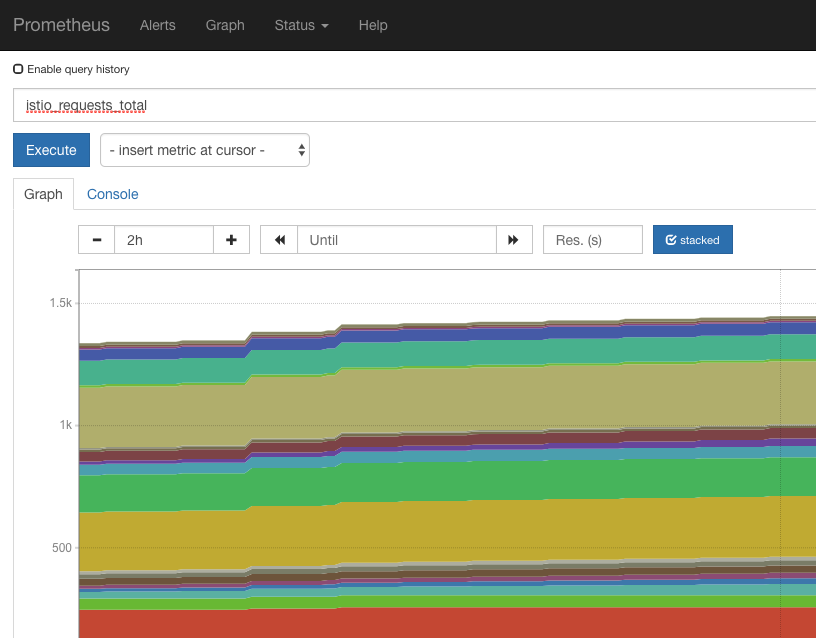 Prometheus Alerts Graph Status Help
Enable query history
istio_requests_total
Execute - insert metric at cursor -
Graph Console
2h Until Res. (s) stacked
1.5k
1k
500